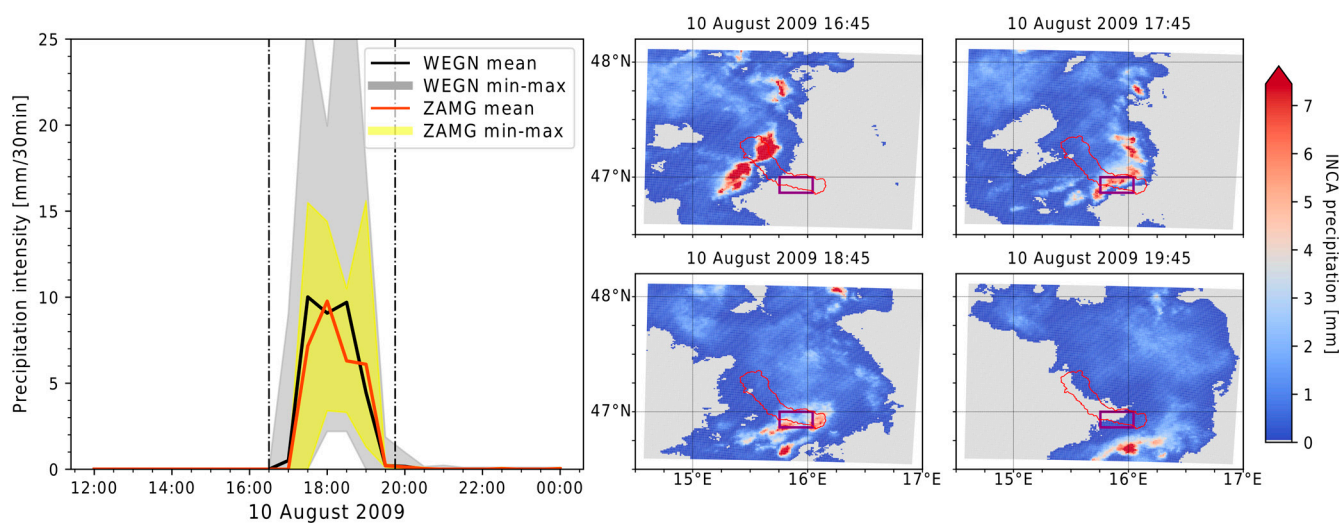 Precipitation intensity [mm/30min]
25
20
15
10
5
0
12:00 14:00 16:00 18:00 20:00 22:00 00:00
10 August 2009
WEGN mean
WEGN min-max
ZAMG mean
ZAMG min-max
10 August 2009 16:45
10 August 2009 17:45
48°N
47°N
10 August 2009 18:45
10 August 2009 19:45
48°N
47°N
15°E 16°E 17°E
15°E 16°E 17°E
7
6
5
4
3
2
1
0
INCA precipitation [mm]